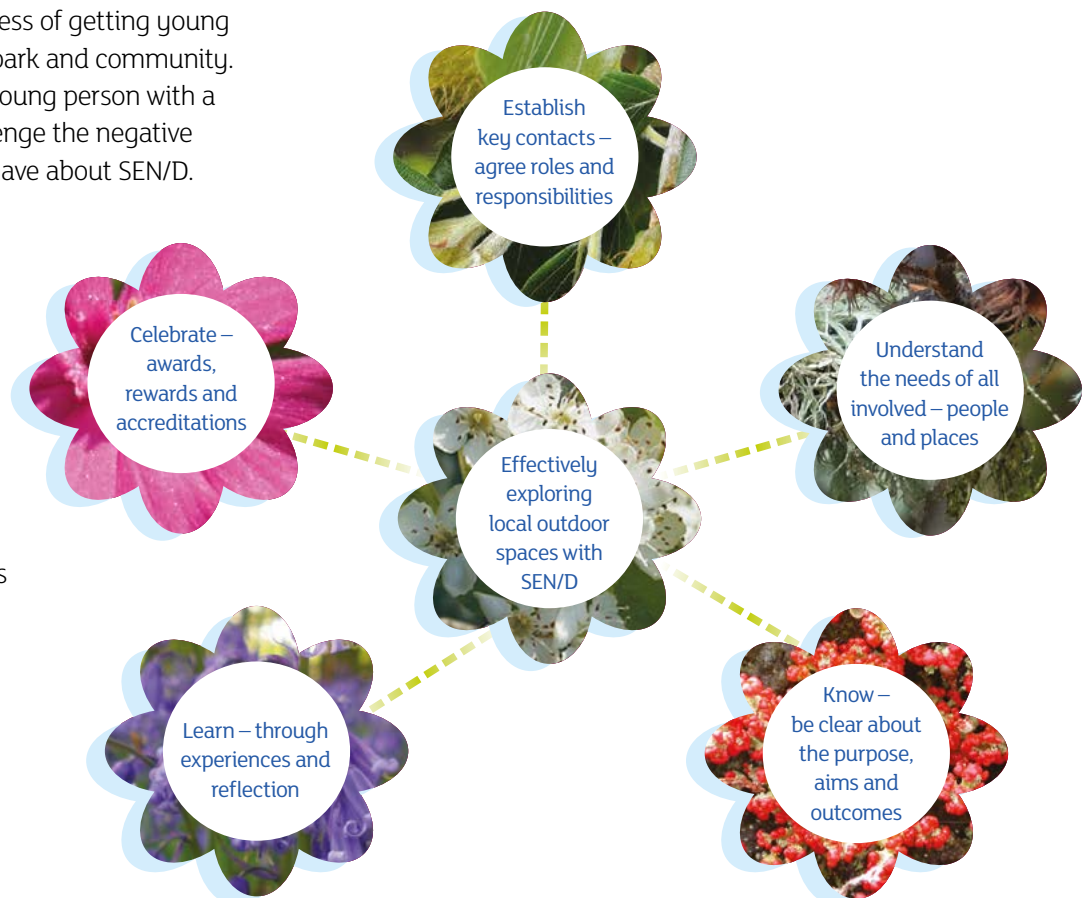 ess of getting young
park and community.
oung person with a
enge the negative
ave about SEN/D.
Establish
key contacts –
agree roles and
responsibilities
Celebrate –
awards,
rewards and
accreditations
Understand
the needs of all
involved – people
and places
Effectively
exploring
local outdoor
spaces with
SEN/D
s
Learn – through
experiences and
reflection
Know –
be clear about
the purpose,
aims and
outcomes